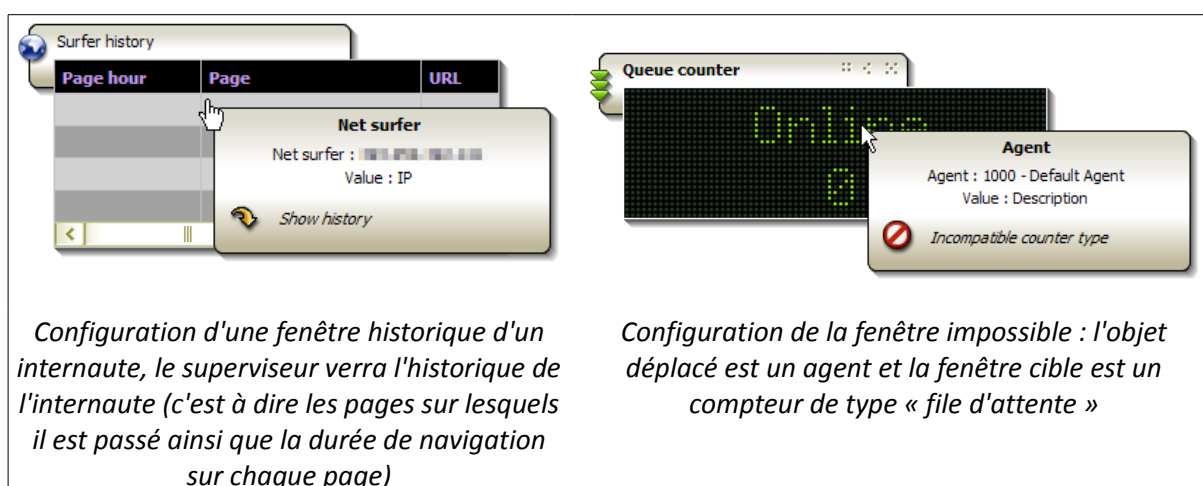 Surfer history
Page hour Page URL
Net surfer
Net surfer :
Value : IP
Show history
Queue counter
Online
0
Agent
Agent : 1000 - Default Agent
Value : Description
Incompatible counter type
Configuration d'une fenêtre historique d'un
internaute, le superviseur verra l'historique de
l'internaute (c'est à dire les pages sur lesquels
il est passé ainsi que la durée de navigation
sur chaque page)
Configuration de la fenêtre impossible : l'objet
déplacé est un agent et la fenêtre cible est un
compteur de type « file d'attente »